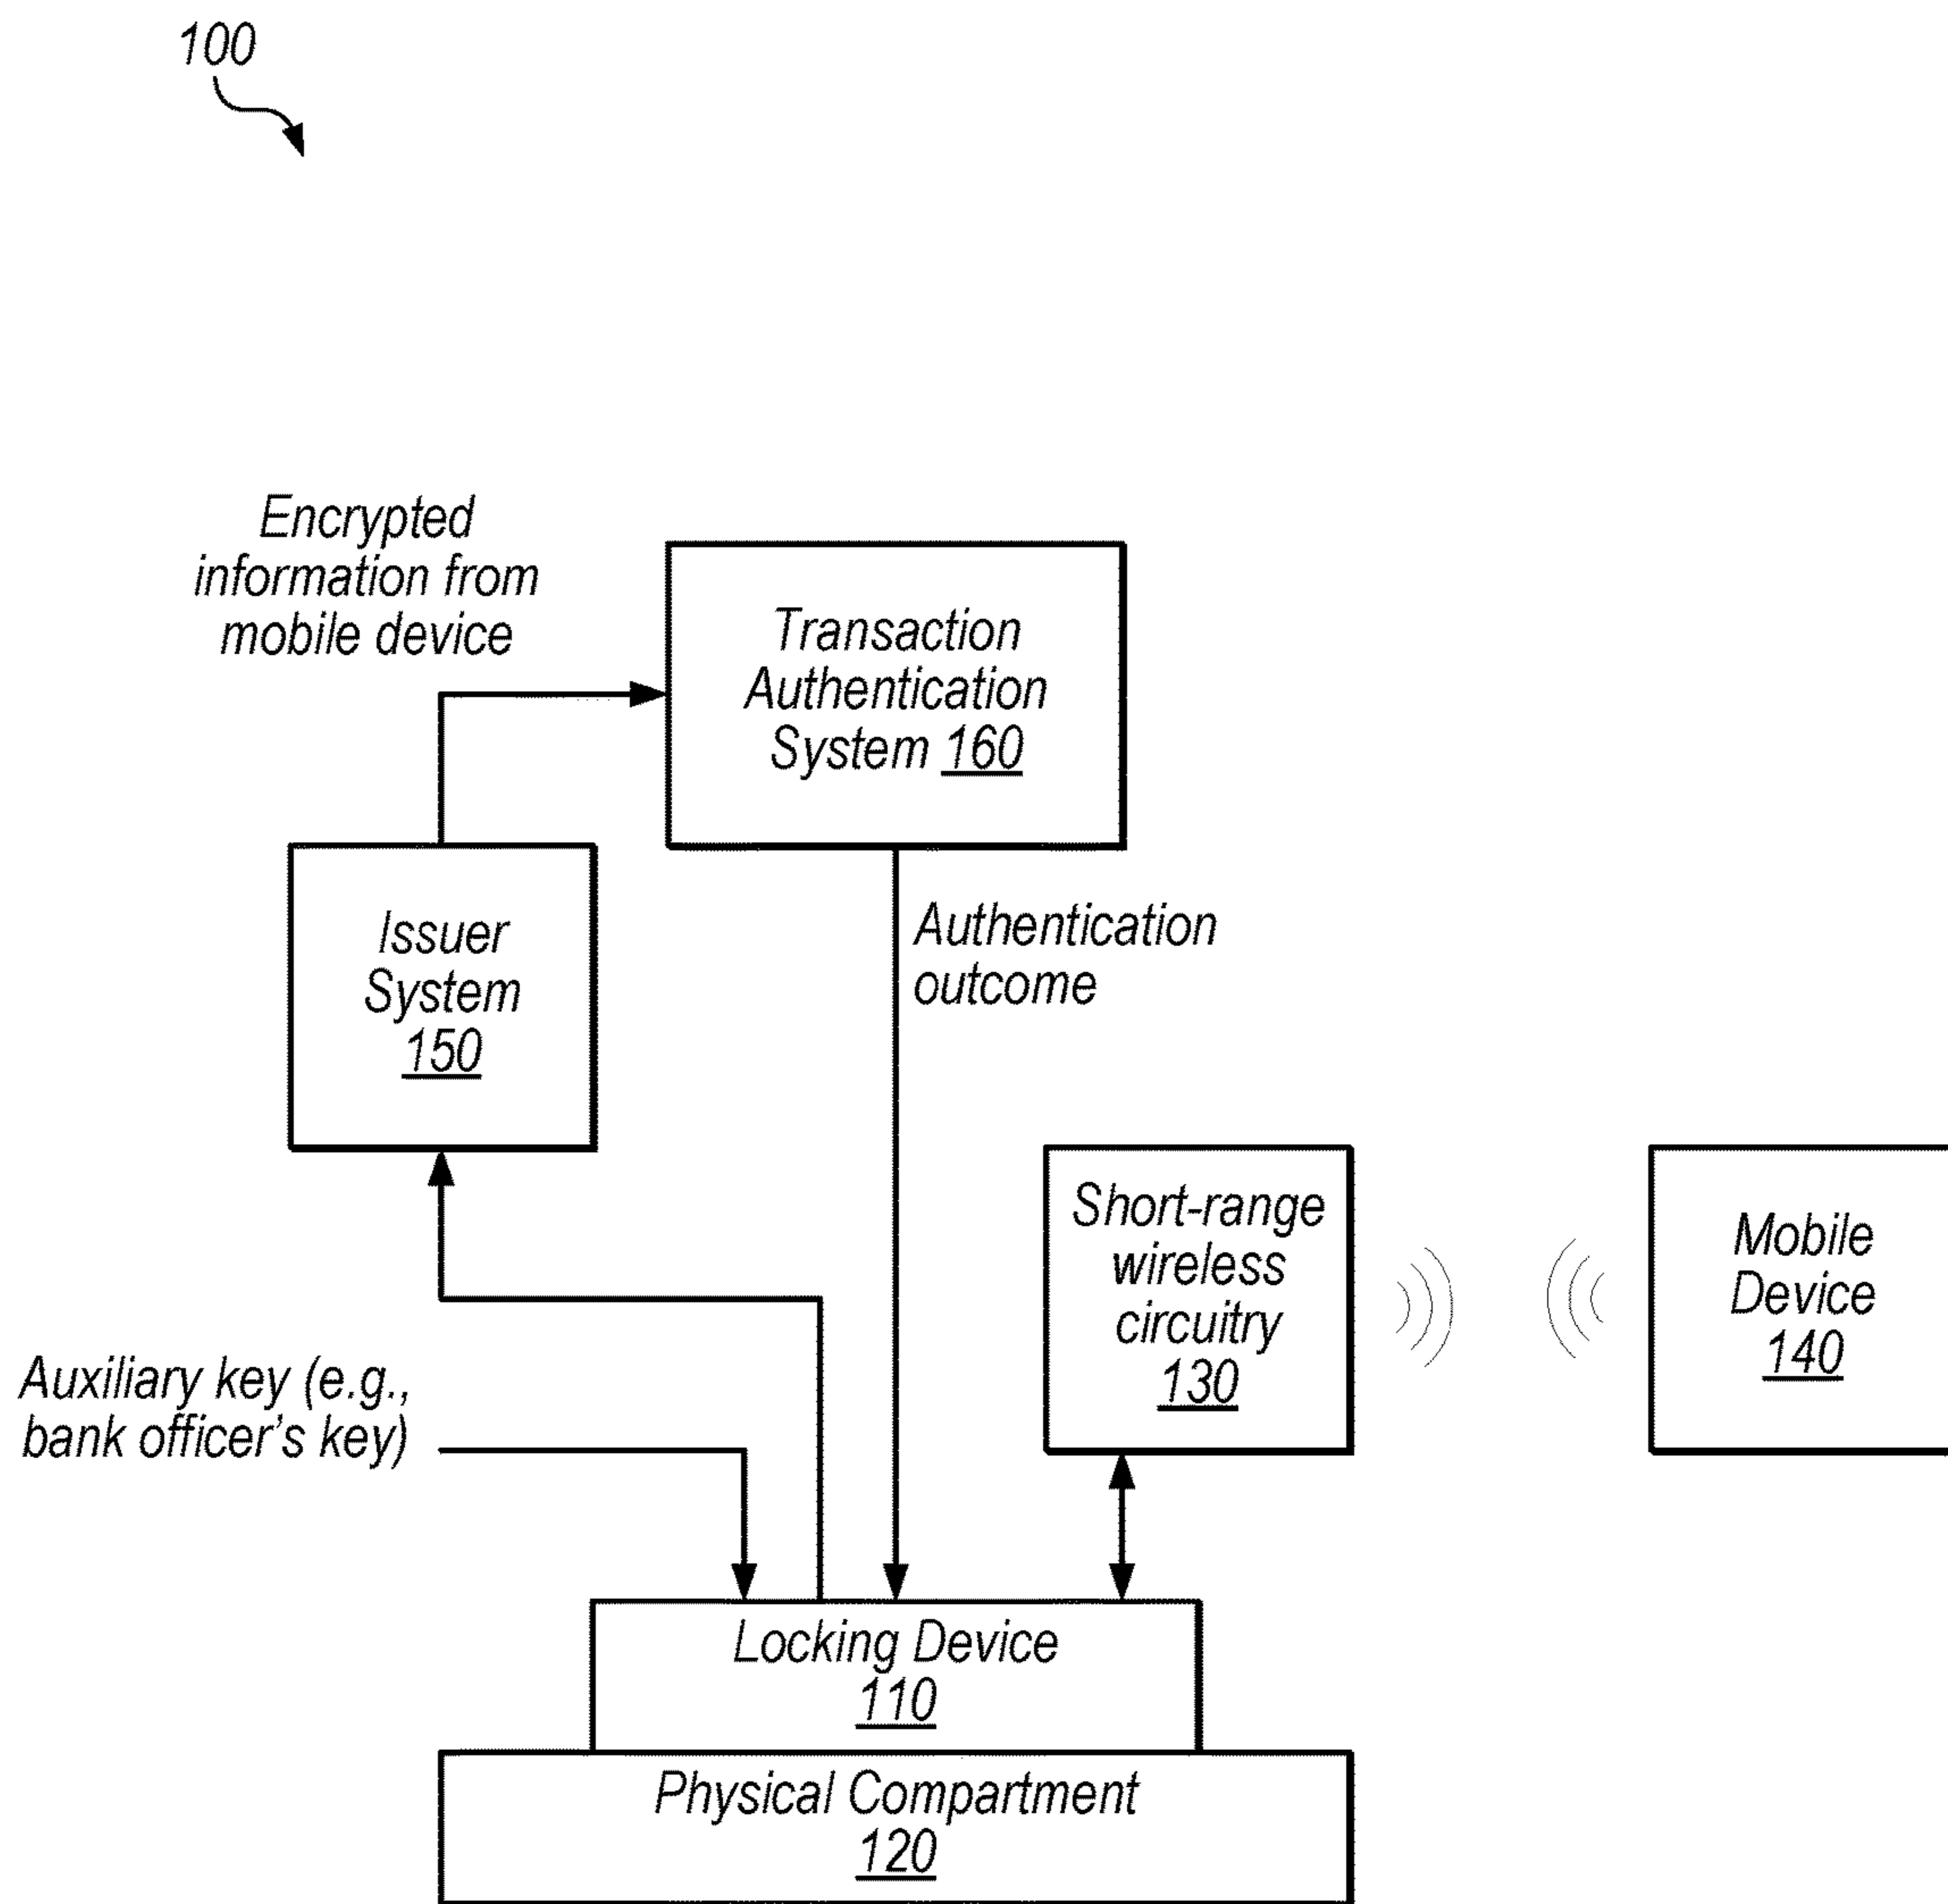 100
Encrypted
information from
mobile device
Transaction
Authentication
System 160
Issuer
System
150
Authentication
outcome
Short-range
wireless
circuitry
130
Mobile
Device
140
Auxiliary key (e.g.,
bank officer's key)
Locking Device
110
Physical Compartment
120